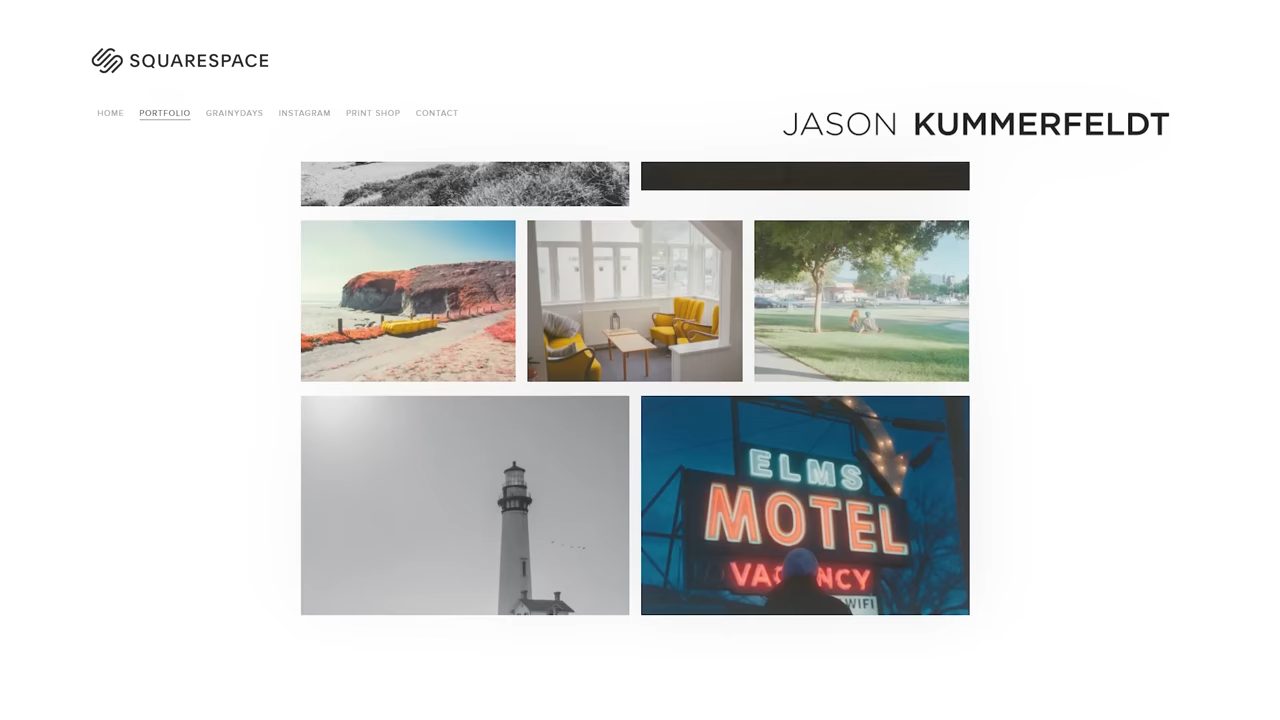 SQUARESPACE
HOME PORTFOLIO GRAINYDAYS INSTAGRAM PRINT SHOP CONTACT
JASON KUMMERFELDT
ELMS
MOTEL
VACANCY
WIFI